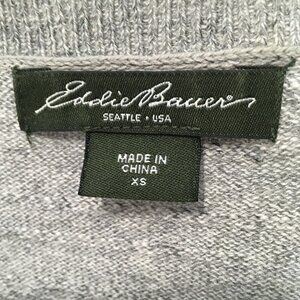 Eddie Bauer®
SEATTLE • USA
MADE IN
CHINA
XS